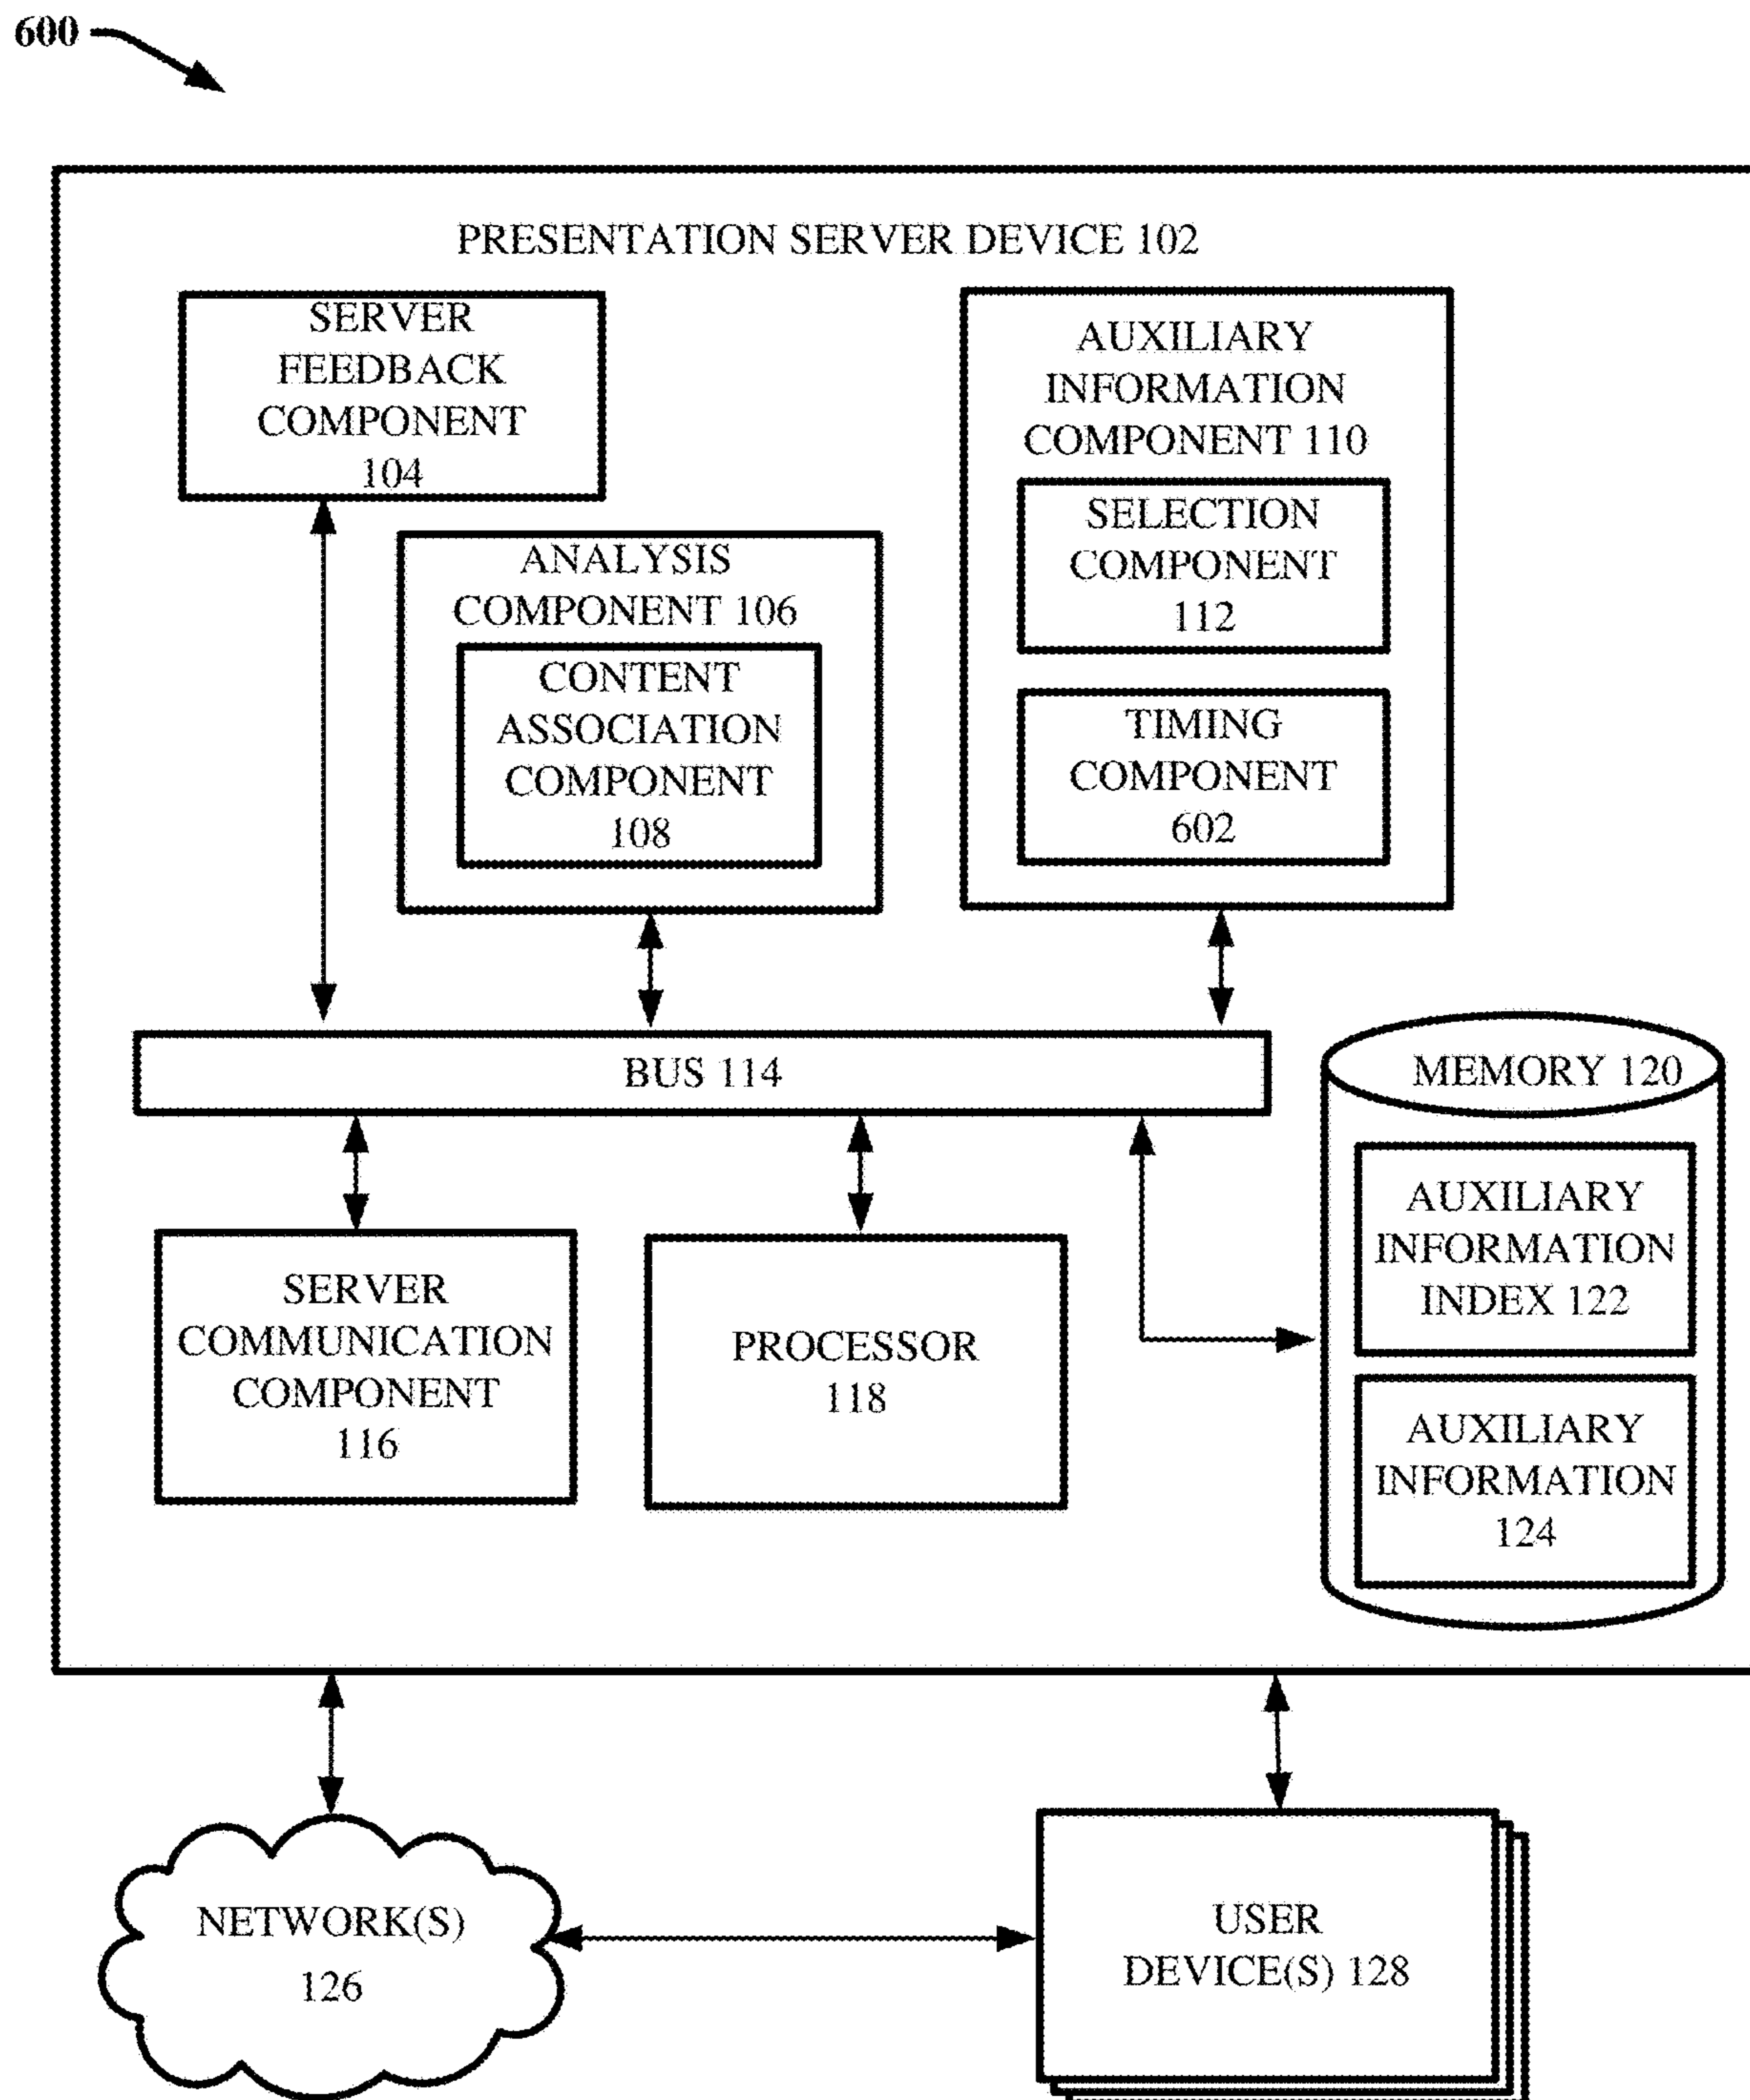 600
PRESENTATION SERVER DEVICE 102
SERVER
FEEDBACK
COMPONENT
104
AUXILIARY
INFORMATION
COMPONENT 110
SELECTION
COMPONENT
112
TIMING
COMPONENT
602
ANALYSIS
COMPONENT 106
CONTENT
ASSOCIATION
COMPONENT
108
BUS 114
MEMORY 120
AUXILIARY
INFORMATION
INDEX 122
AUXILIARY
INFORMATION
124
SERVER
COMMUNICATION
COMPONENT
116
PROCESSOR
118
NETWORK(S)
126
USER
DEVICE(S) 128